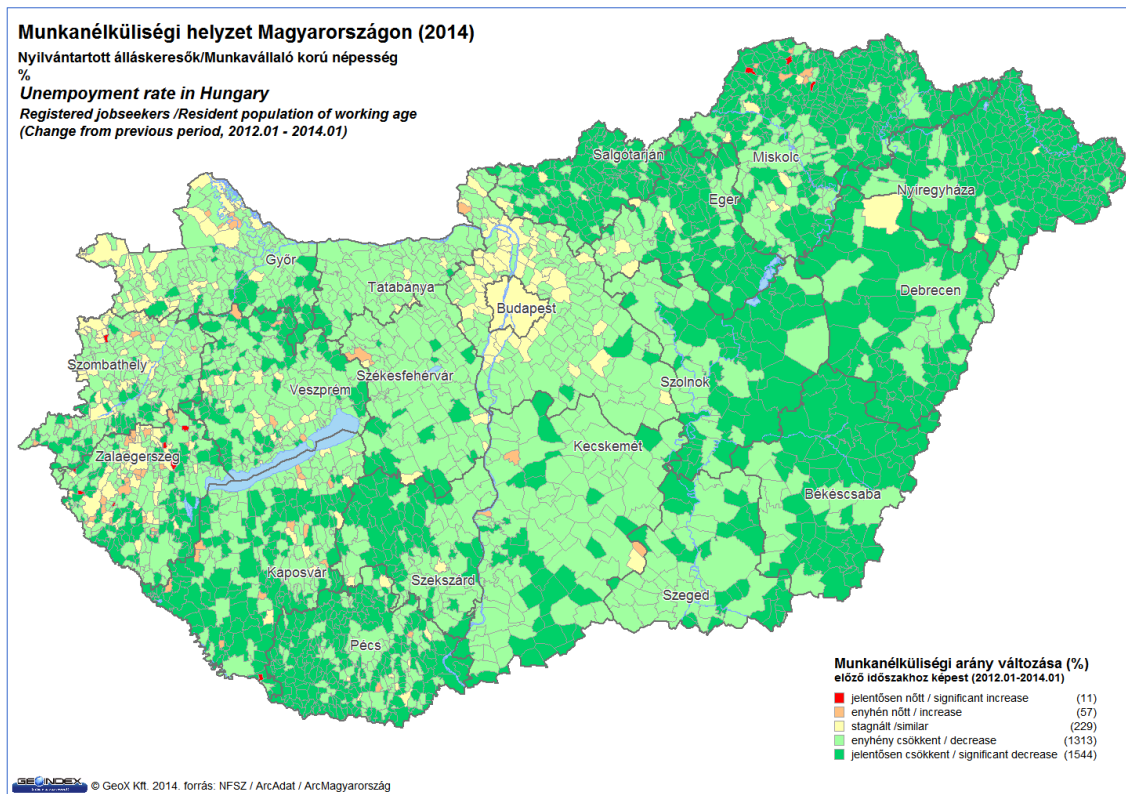 Munkanélküliségi helyzet Magyarországon (2014)
Nyilvántartott álláskeresők/Munkavállaló korú népesség
%
Unempoyment rate in Hungary
Registered jobseekers /Resident population of working age
(Change from previous period, 2012.01 - 2014.01)
Salgótarján
Miskolc
Eger
Nyíregyháza
Győr
Tatabánya
Budapest
Debrecen
Szombathely
Veszprém
Székesfehérvár
Szolnok
Zalaegerszeg
Kecskemét
Békéscsaba
Kaposvár
Szekszárd
Szeged
Pécs
Munkanélküliségi arány változása (%)
előző időszakhoz képest (2012.01-2014.01)
jelentősen nőtt / significant increase (11)
enyhén nőtt / increase (57)
stagnált /similar (229)
enyhény csökkent / decrease (1313)
jelentősen csökkent / significant decrease (1544)
GEOINDEX
© GeoX Kft. 2014. forrás: NFSZ / ArcAdat / ArcMagyarország